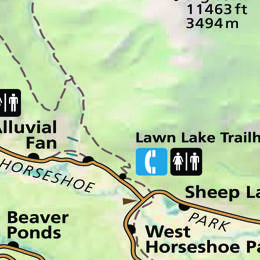 11463 ft
3494 m
Alluvial
Fan
Lawn Lake Trailh
HORSESHOE
PARK
Sheep La
Beaver
Ponds
West
Horseshoe Pa